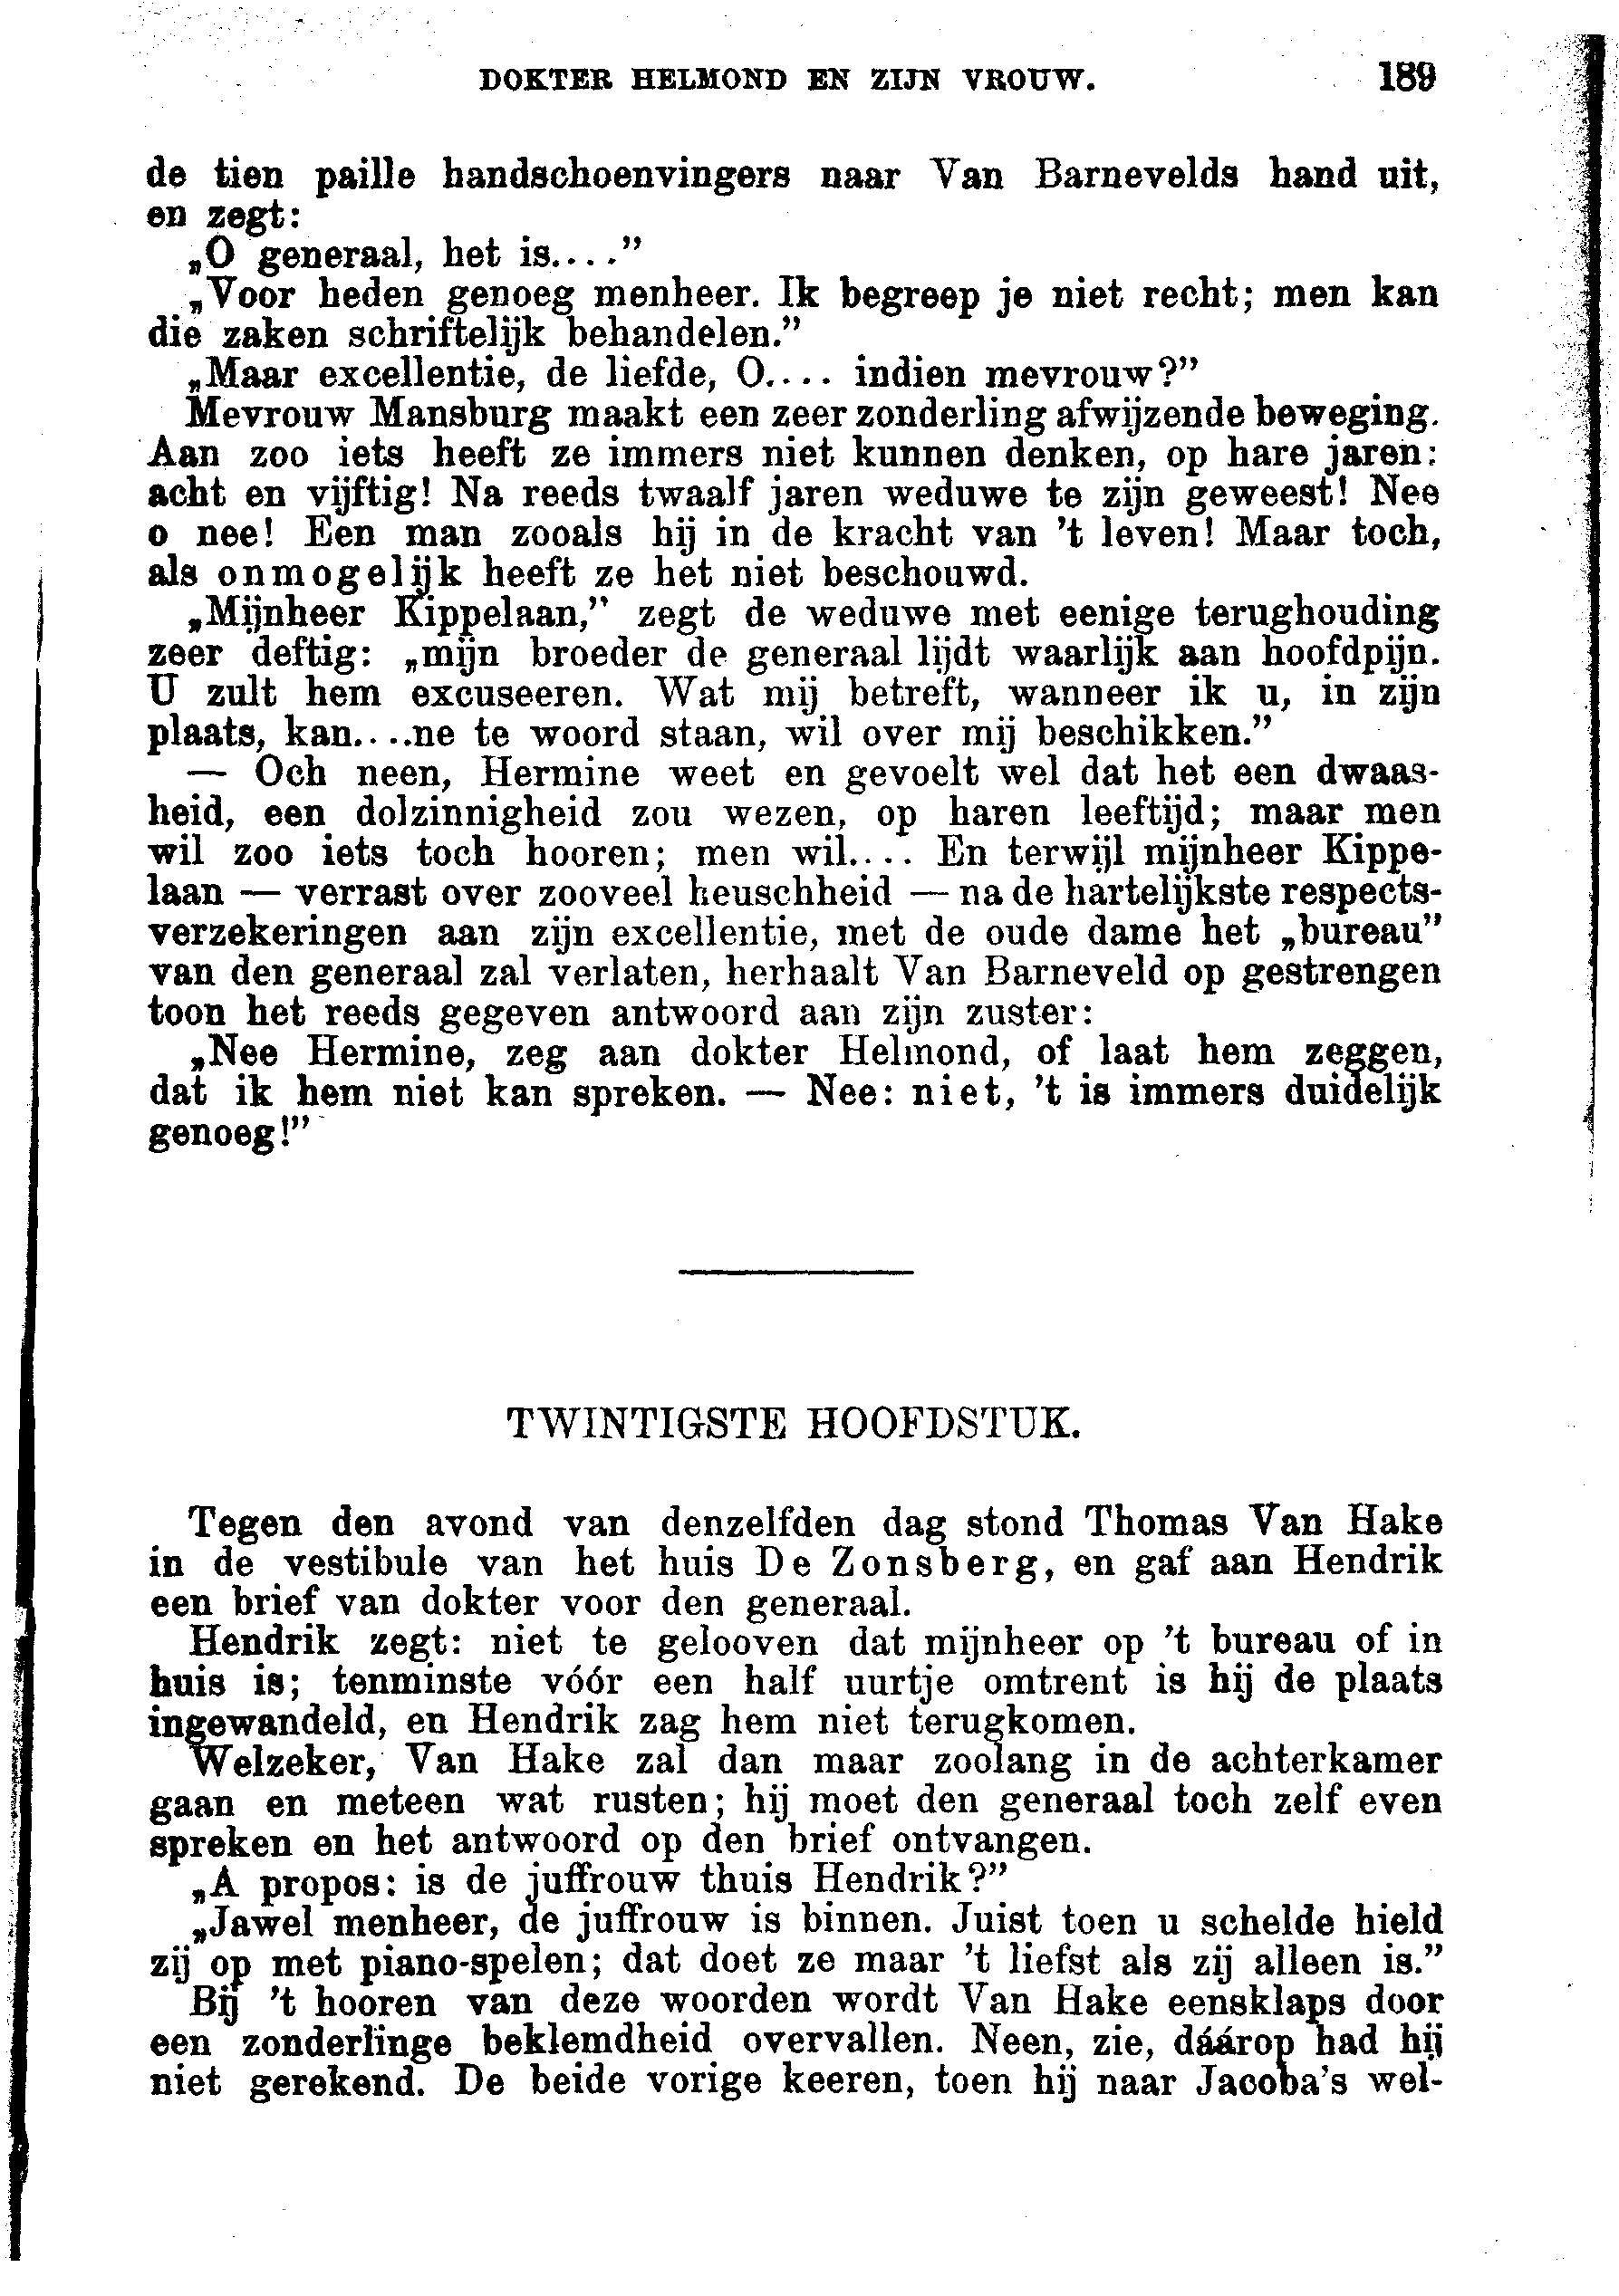 DOKTER HELMOND EN ZIJN VROUW. 189
de tien paille handschoenvingers naar Van Barnevelds hand uit,
en zegt:
„O generaal, het is....”
„Voor heden genoeg menheer. Ik begreep je niet recht; men kan
die zaken schriftelijk behandelen.”
„Maar excellentie, de liefde, O.... indien mevrouw?”
Mevrouw Mansburg maakt een zeer zonderling afwijzende beweging.
Aan zoo iets heeft ze immers niet kunnen denken, op hare jaren:
acht en vijftig! Na reeds twaalf jaren weduwe te zijn geweest! Nee
o nee! Een man zooals hij in de kracht van 't leven! Maar toch,
als onmogelijk heeft ze het niet beschouwd.
„Mijnheer Kippelaan,” zegt de weduwe met eenige terughouding
zeer deftig: „mijn broeder de generaal lijdt waarlijk aan hoofdpijn.
U zult hem excuseeren. Wat mij betreft, wanneer ik u, in zijn
plaats, kan....ne te woord staan, wil over mij beschikken.”
— Och neen, Hermine weet en gevoelt wel dat het een dwaas-
heid, een dolzinnigheid zou wezen, op haren leeftijd; maar men
wil zoo iets toch hooren; men wil.... En terwijl mijnheer Kippe-
laan — verrast over zooveel heuschheid — na de hartelijkste respects-
verzekeringen aan zijn excellentie, met de oude dame het „bureau”
van den generaal zal verlaten, herhaalt Van Barneveld op gestrengen
toon het reeds gegeven antwoord aan zijn zuster:
„Nee Hermine, zeg aan dokter Helmond, of laat hem zeggen,
dat ik hem niet kan spreken. — Nee: niet, 't is immers duidelijk
genoeg!”
TWINTIGSTE HOOFDSTUK.
Tegen den avond van denzelfden dag stond Thomas Van Hake
in de vestibule van het huis De Zonsberg, en gaf aan Hendrik
een brief van dokter voor den generaal.
Hendrik zegt: niet te gelooven dat mijnheer op 't bureau of in
huis is; tenminste vóór een half uurtje omtrent is hij de plaats
ingewandeld, en Hendrik zag hem niet terugkomen.
Welzeker, Van Hake zal dan maar zoolang in de achterkamer
gaan en meteen wat rusten; hij moet den generaal toch zelf even
spreken en het antwoord op den brief ontvangen.
„A propos: is de juffrouw thuis Hendrik?”
„Jawel menheer, de juffrouw is binnen. Juist toen u schelde hield
zij op met piano-spelen; dat doet ze maar 't liefst als zij alleen is.”
Bij 't hooren van deze woorden wordt Van Hake eensklaps door
een zonderlinge beklemdheid overvallen. Neen, zie, dáárop had hij
niet gerekend. De beide vorige keeren, toen hij naar Jacoba's wel-